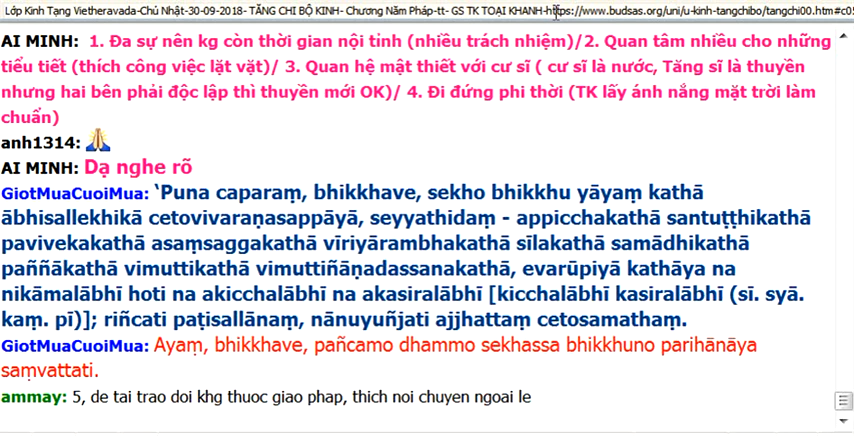 Lớp Kinh Tạng Vietheravada-Chủ Nhật-30-09-2018- TĂNG CHI BỘ KINH- Chương Năm Pháp-tt- GS TK TOẠI KHANH-https://www.budsas.org/uni/u-kinh-tangchibo/tangchi00.htm#c05
AI MINH: 1. Đa sự nên kg còn thời gian nội tỉnh (nhiều trách nhiệm)/2. Quan tâm nhiều cho những
tiểu tiết (thích công việc lặt vặt)/ 3. Quan hệ mật thiết với cư sĩ ( cư sĩ là nước, Tăng sĩ là thuyền
nhưng hai bên phải độc lập thì thuyền mới OK)/ 4. Đi đứng phi thời (TK lấy ánh nắng mặt trời làm
chuẩn)
anh1314: 🙏
AI MINH: Dạ nghe rõ
GiotMuaCuoiMua: ‘Puna caparaṃ, bhikkhave, sekho bhikkhu yāyaṃ kathā
ābhisallekhikā cetovivaraṇasappāyā, seyyathidaṃ - appicchakathā santuṭṭhikathā
pavivekakathā asaṃsaggakathā vīriyārambhakathā sīlakathā samādhikathā
paññākathā vimuttikathā vimuttiñāṇadassanakathā, evarūpiyā kathāya na
nikāmalābhī hoti na akicchalābhī na akasiralābhī [kicchalābhī kasiralābhī (sī. syā.
kaṃ. pī)]; riñcati paṭisallānaṃ, nānuyuñjati ajjhattaṃ cetosamathaṃ.
GiotMuaCuoiMua: Ayaṃ, bhikkhave, pañcamo dhammo sekhassa bhikkhuno parihānāya
saṃvattati.
ammay: 5, de tai trao doi khg thuoc giao phap, thich noi chuyen ngoai le